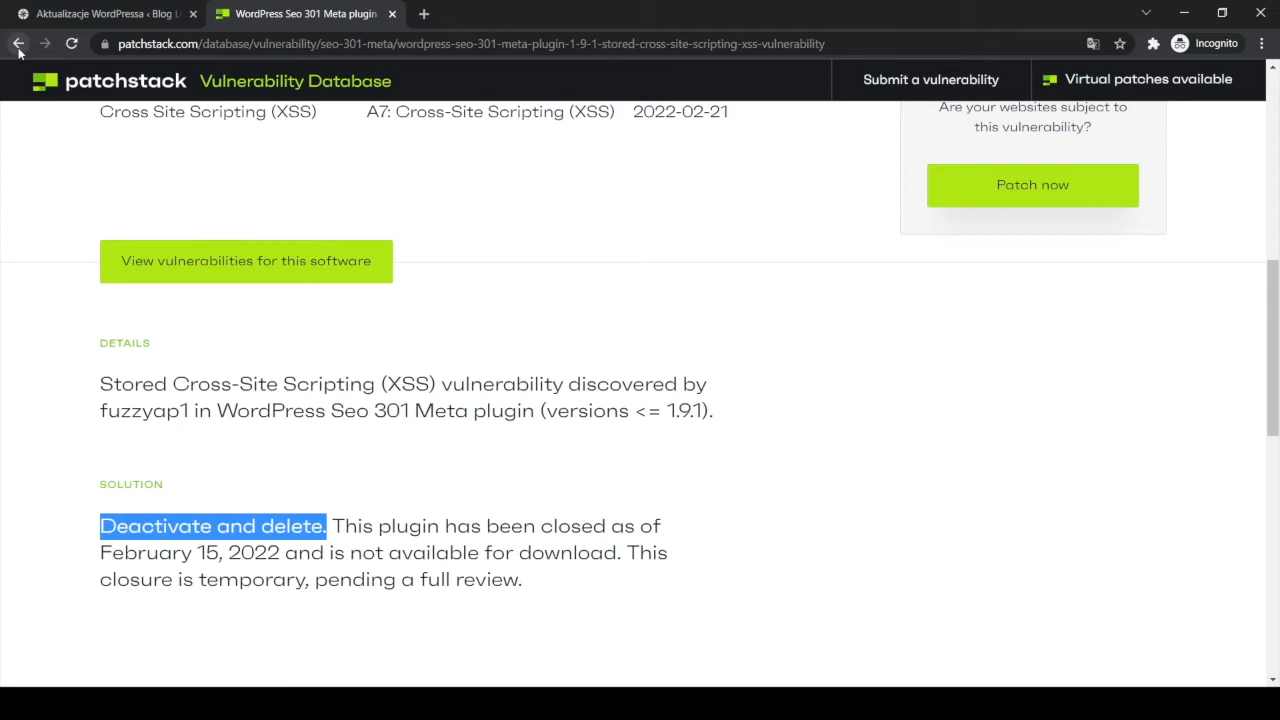 Aktualizacje WordPressa ‹ Blog L
WordPress Seo 301 Meta plugin
patchstack.com/database/vulnerability/seo-301-meta/wordpress-seo-301-meta-plugin-1-9-1-stored-cross-site-scripting-xss-vulnerability
Incognito
patchstack Vulnerability Database
Submit a vulnerability
Virtual patches available
Cross Site Scripting (XSS)
A7: Cross-Site Scripting (XSS)
2022-02-21
Are your websites subject to
this vulnerability?
Patch now
View vulnerabilities for this software
DETAILS
Stored Cross-Site Scripting (XSS) vulnerability discovered by
fuzzyap1 in WordPress Seo 301 Meta plugin (versions <= 1.9.1).
SOLUTION
Deactivate and delete. This plugin has been closed as of
February 15, 2022 and is not available for download. This
closure is temporary, pending a full review.